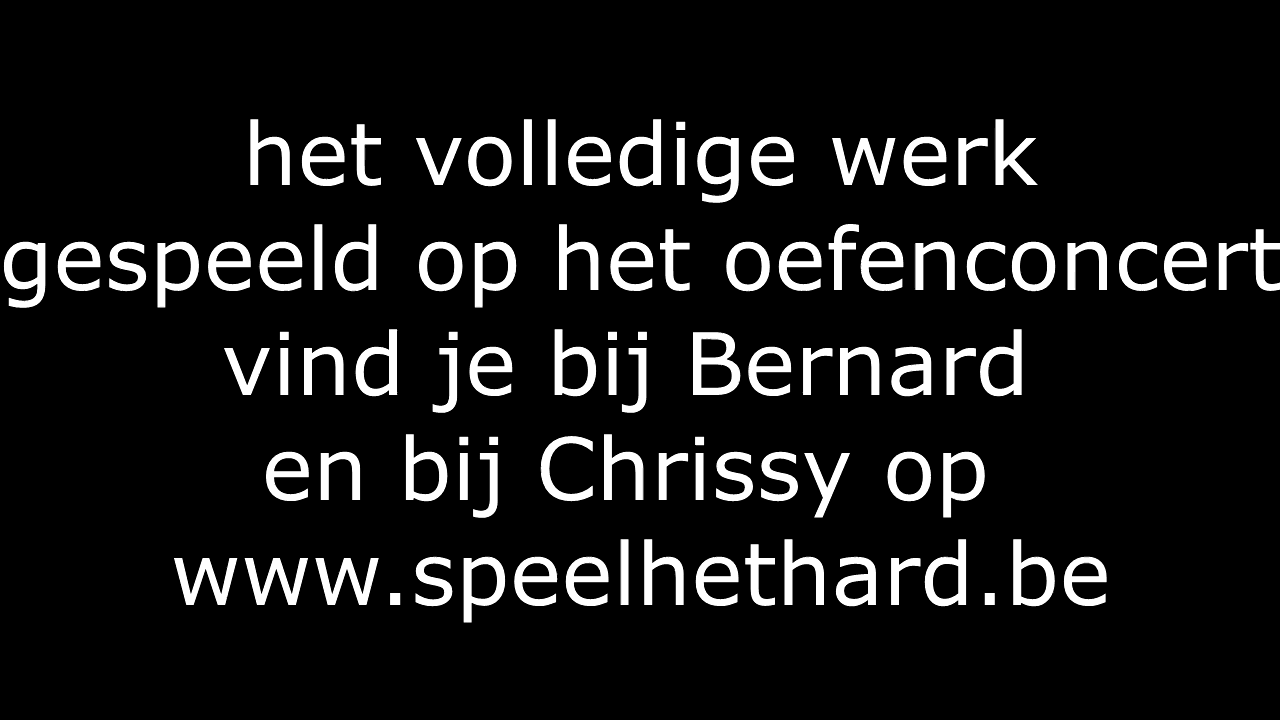 het volledige werk
gespeeld op het oefenconcert
vind je bij Bernard
en bij Chrissy op
www.speelhethard.be